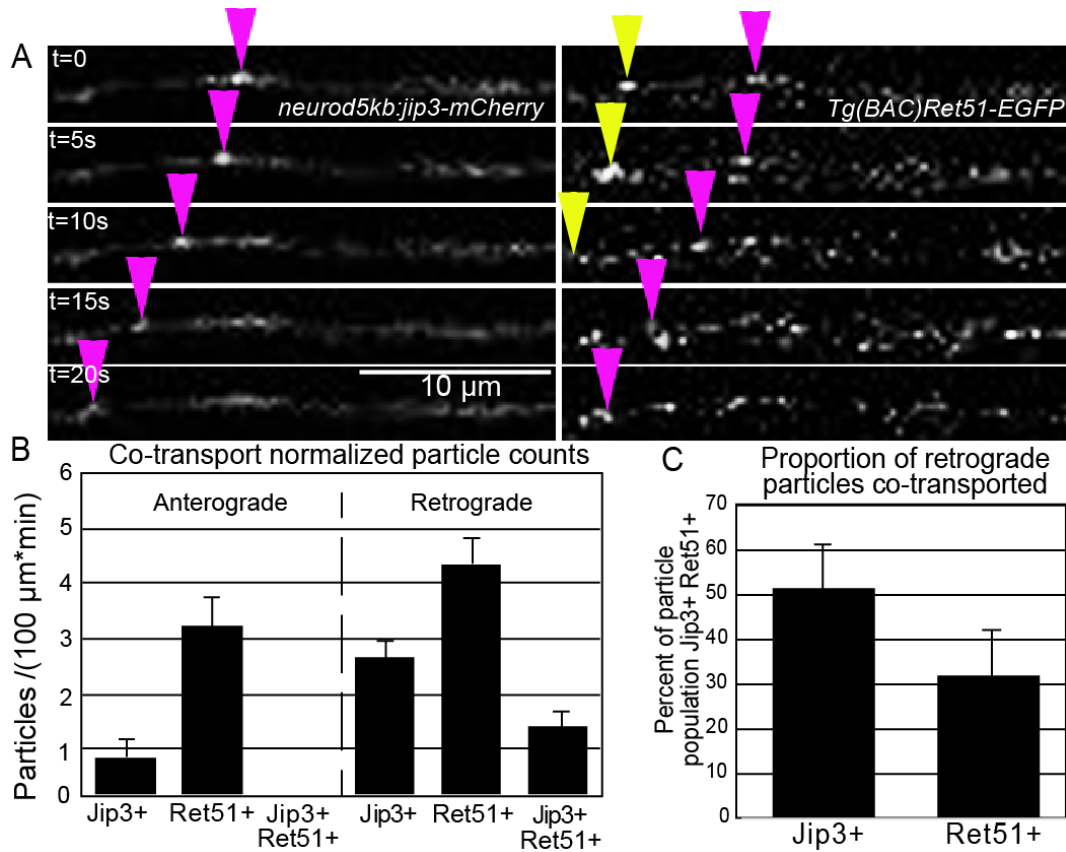 A
t=0
neurod5kb:jip3-mCherry
Tg(BAC)Ret51-EGFP
t=5s
t=10s
t=15s
t=20s
10 µm
B
Co-transport normalized particle counts
Anterograde
Retrograde
Particles /(100 µm*min)
6
5
4
3
2
1
0
Jip3+
Ret51+
Jip3+
Ret51+
Jip3+
Ret51+
Jip3+
Ret51+
C
Proportion of retrograde
particles co-transported
Percent of particle
population Jip3+ Ret51+
70
60
50
40
30
20
10
0
Jip3+
Ret51+